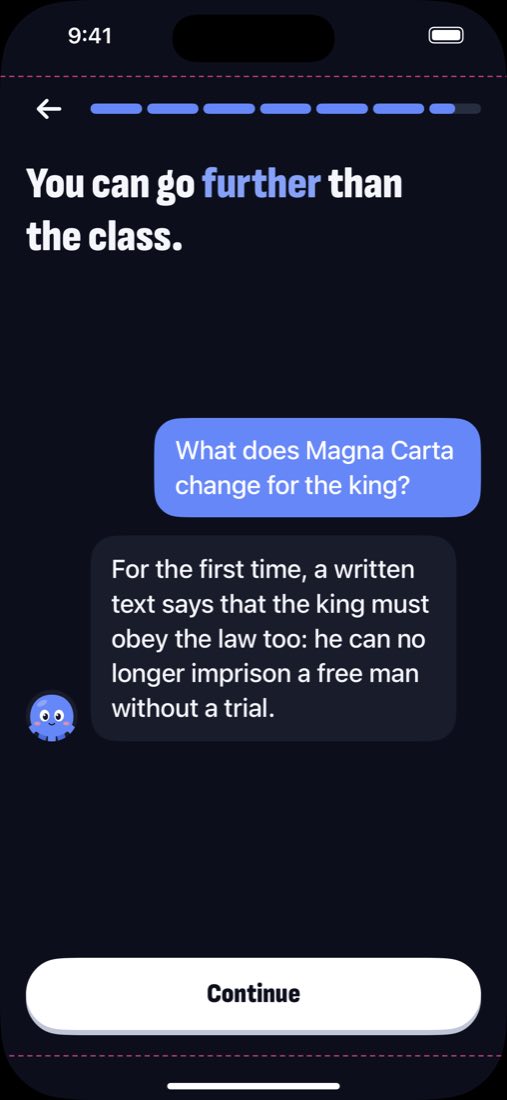 9:41
You can go further than
the class.
What does Magna Carta
change for the king?
For the first time, a written
text says that the king must
obey the law too: he can no
longer imprison a free man
without a trial.
Continue